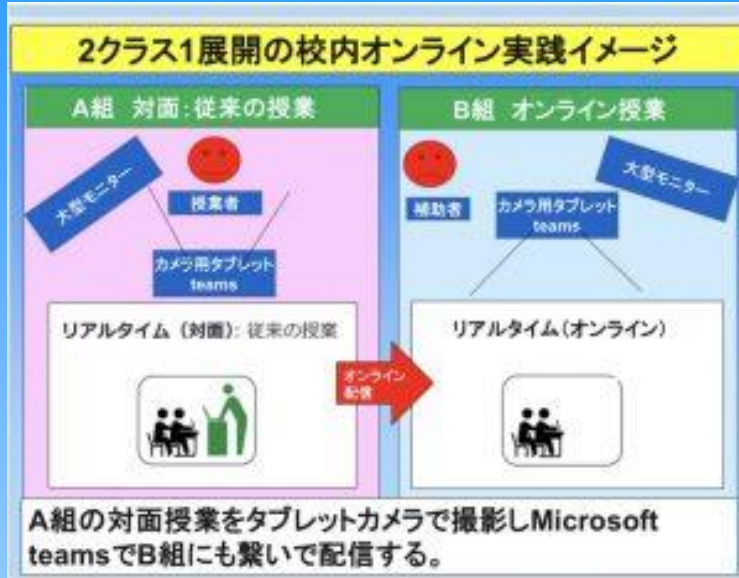 2クラス1展開の校内オンライン実践イメージ
A組 対面:従来の授業
大型モニター
授業者
カメラ用タブレット
teams
リアルタイム (対面): 従来の授業
オンライン
配信
B組 オンライン授業
補助者
カメラ用タブレット
teams
大型モニター
リアルタイム(オンライン)
A組の対面授業をタブレットカメラで撮影しMicrosoft
teamsでB組にも繋いで配信する。